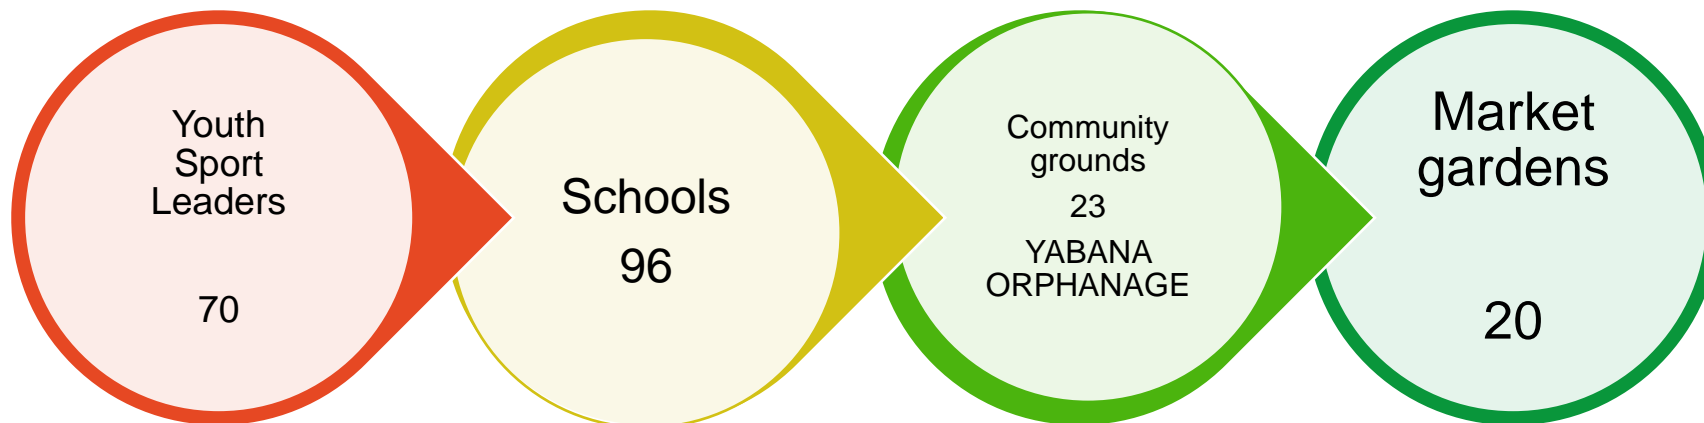 Youth
Sport
Leaders
70
Schools
96
Community
grounds
23
YABANA
ORPHANAGE
Market
gardens
20